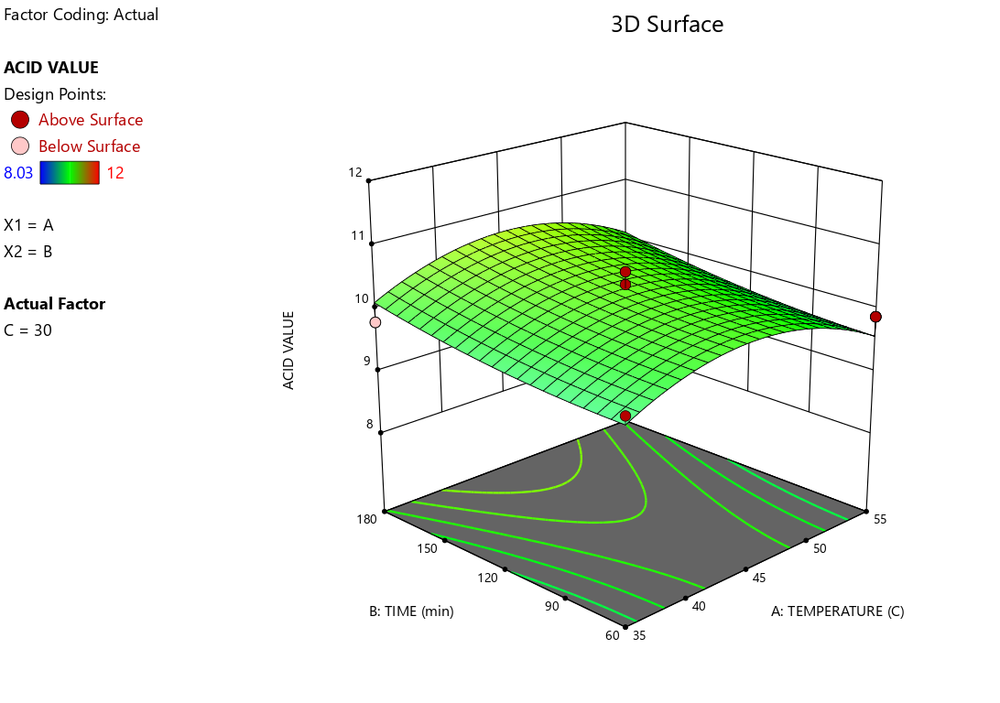 Factor Coding: Actual
3D Surface
ACID VALUE
Design Points:
Above Surface
Below Surface
8.03 12
X1 = A
X2 = B
Actual Factor
C = 30
12
11
10
9
8
ACID VALUE
180
150
120
90
60
35
40
45
50
55
B: TIME (min)
A: TEMPERATURE (C)